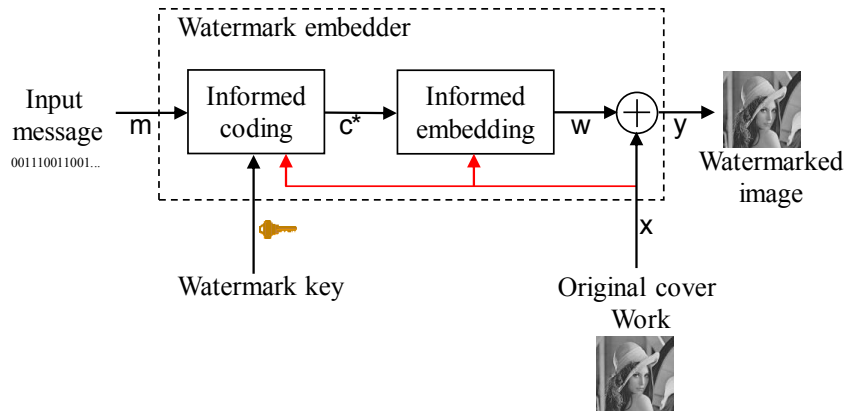 Watermark embedder
Input
message
001110011001...
m
Informed
coding
c*
Informed
embedding
w
y
Watermarked
image
x
Watermark key
Original cover
Work